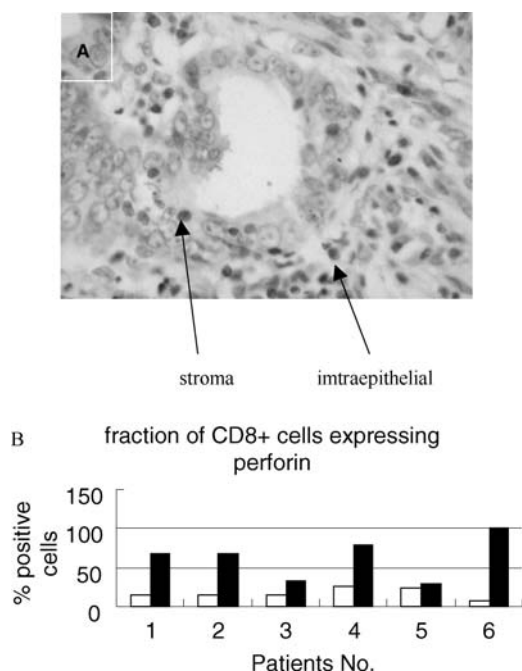 A
stroma
imtraepithelial
B
fraction of CD8+ cells expressing
perforin
% positive
cells
150
100
50
0
1 2 3 4 5 6
Patients No.